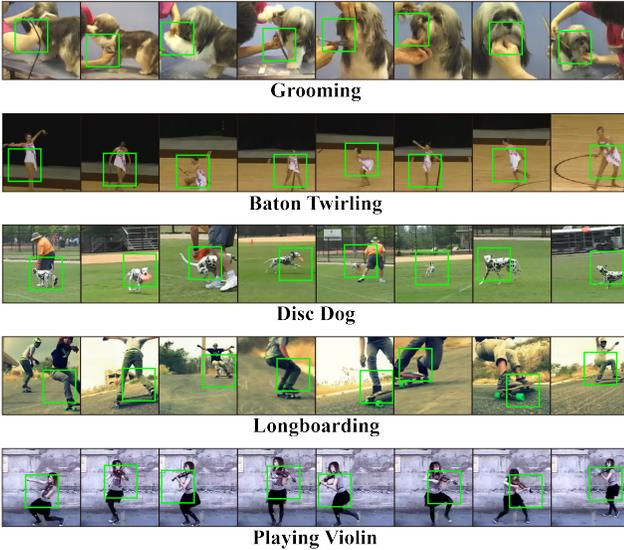 Grooming
Baton Twirling
Disc Dog
Longboarding
Playing Violin